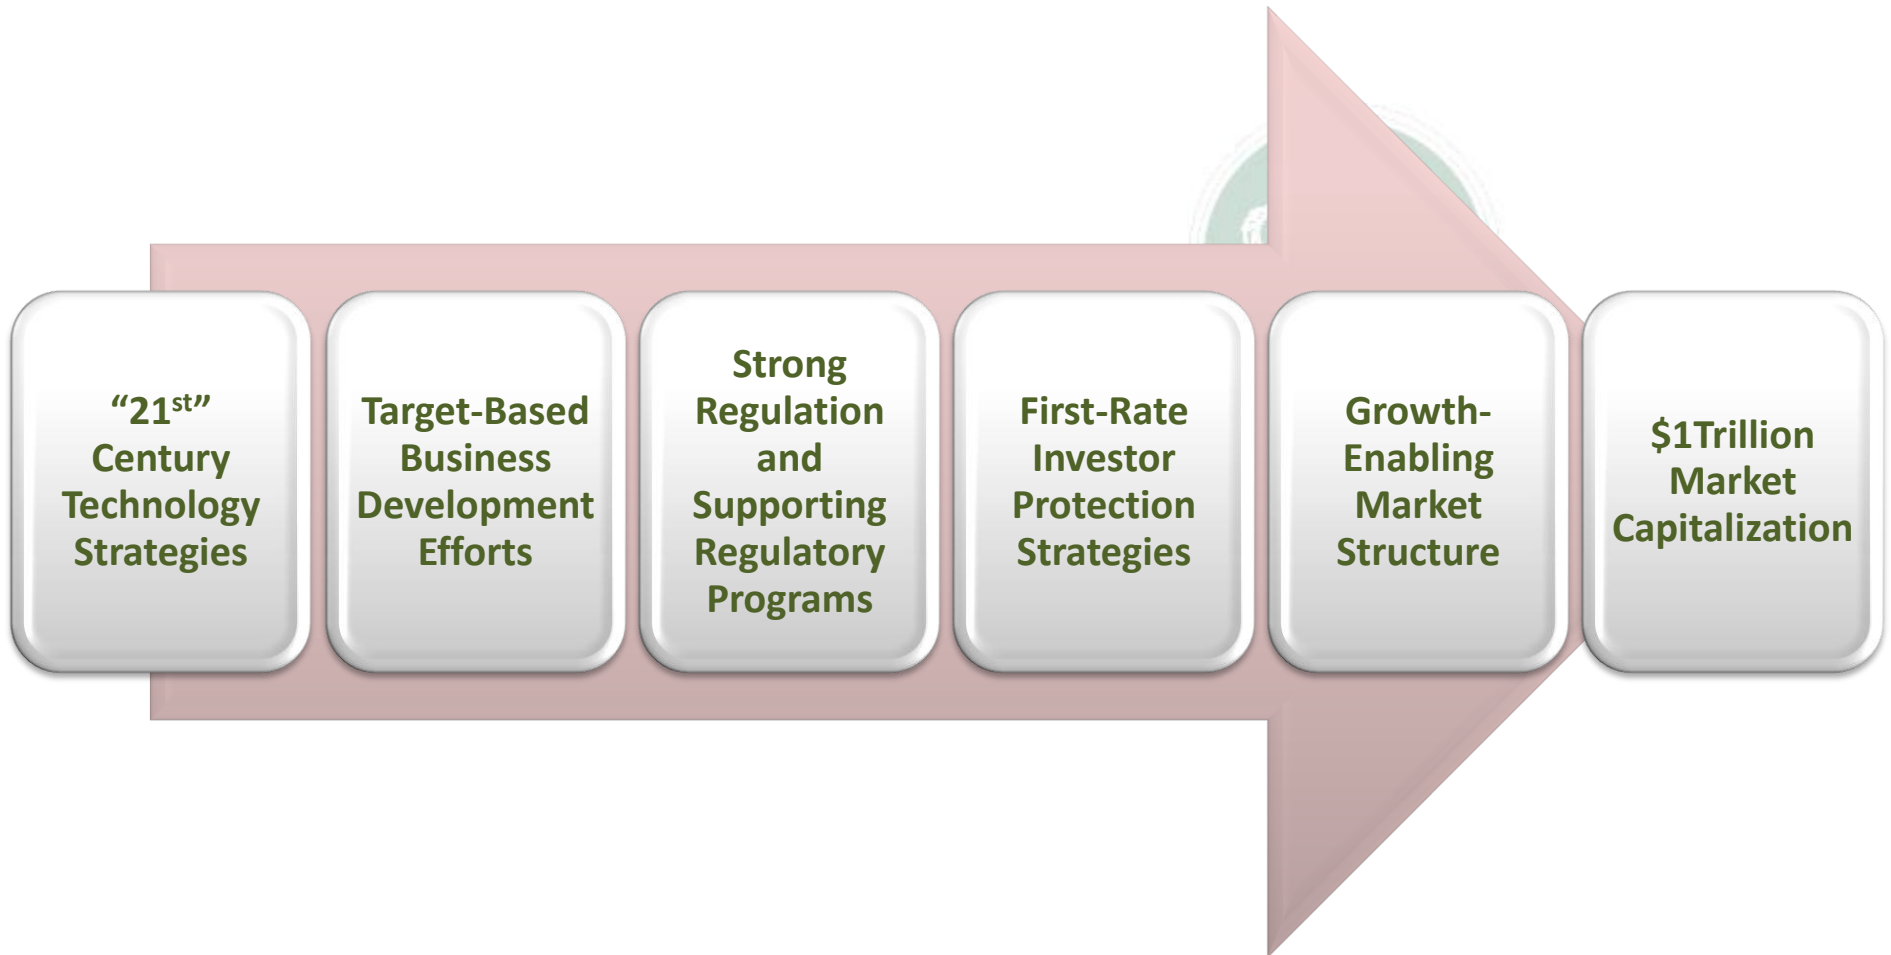 “21st”
Century
Technology
Strategies
Target-Based
Business
Development
Efforts
Strong
Regulation
and
Supporting
Regulatory
Programs
First-Rate
Investor
Protection
Strategies
Growth-
Enabling
Market
Structure
$1Trillion
Market
Capitalization